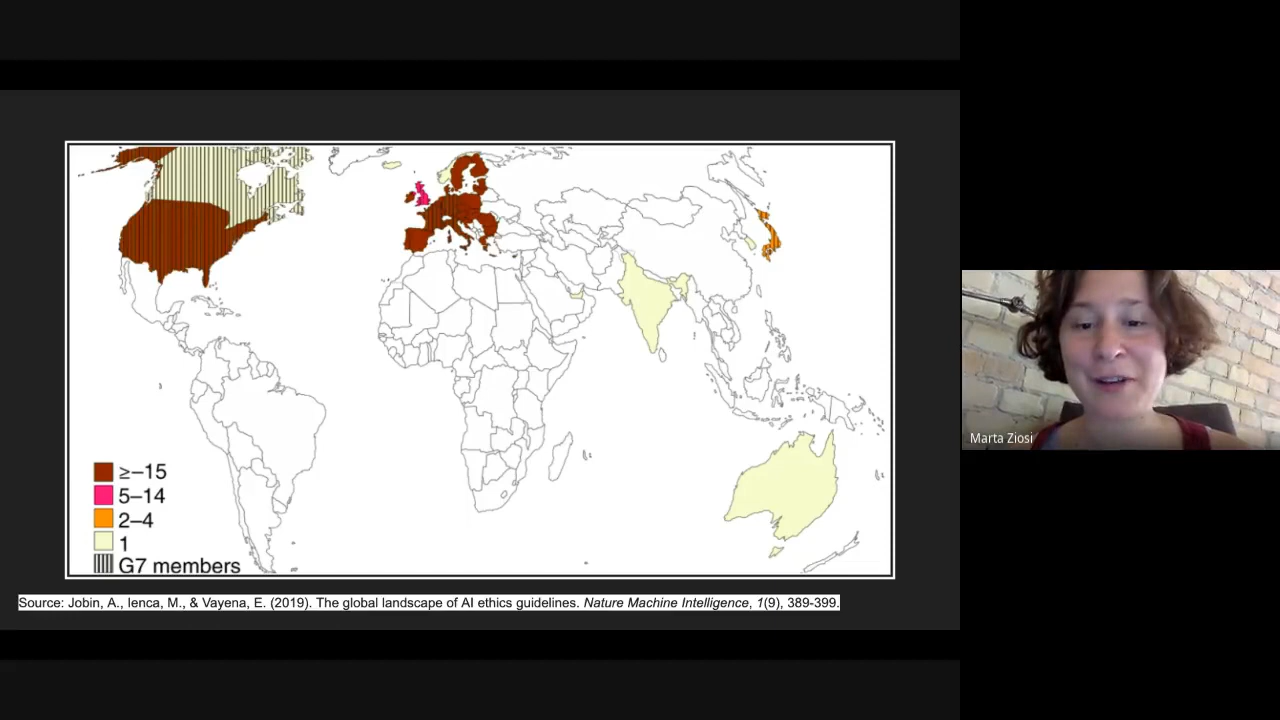 ≥–15
5–14
2–4
1
G7 members
Source: Jobin, A., Ienca, M., & Vayena, E. (2019). The global landscape of AI ethics guidelines. Nature Machine Intelligence, 1(9), 389-399.
Marta Ziosi